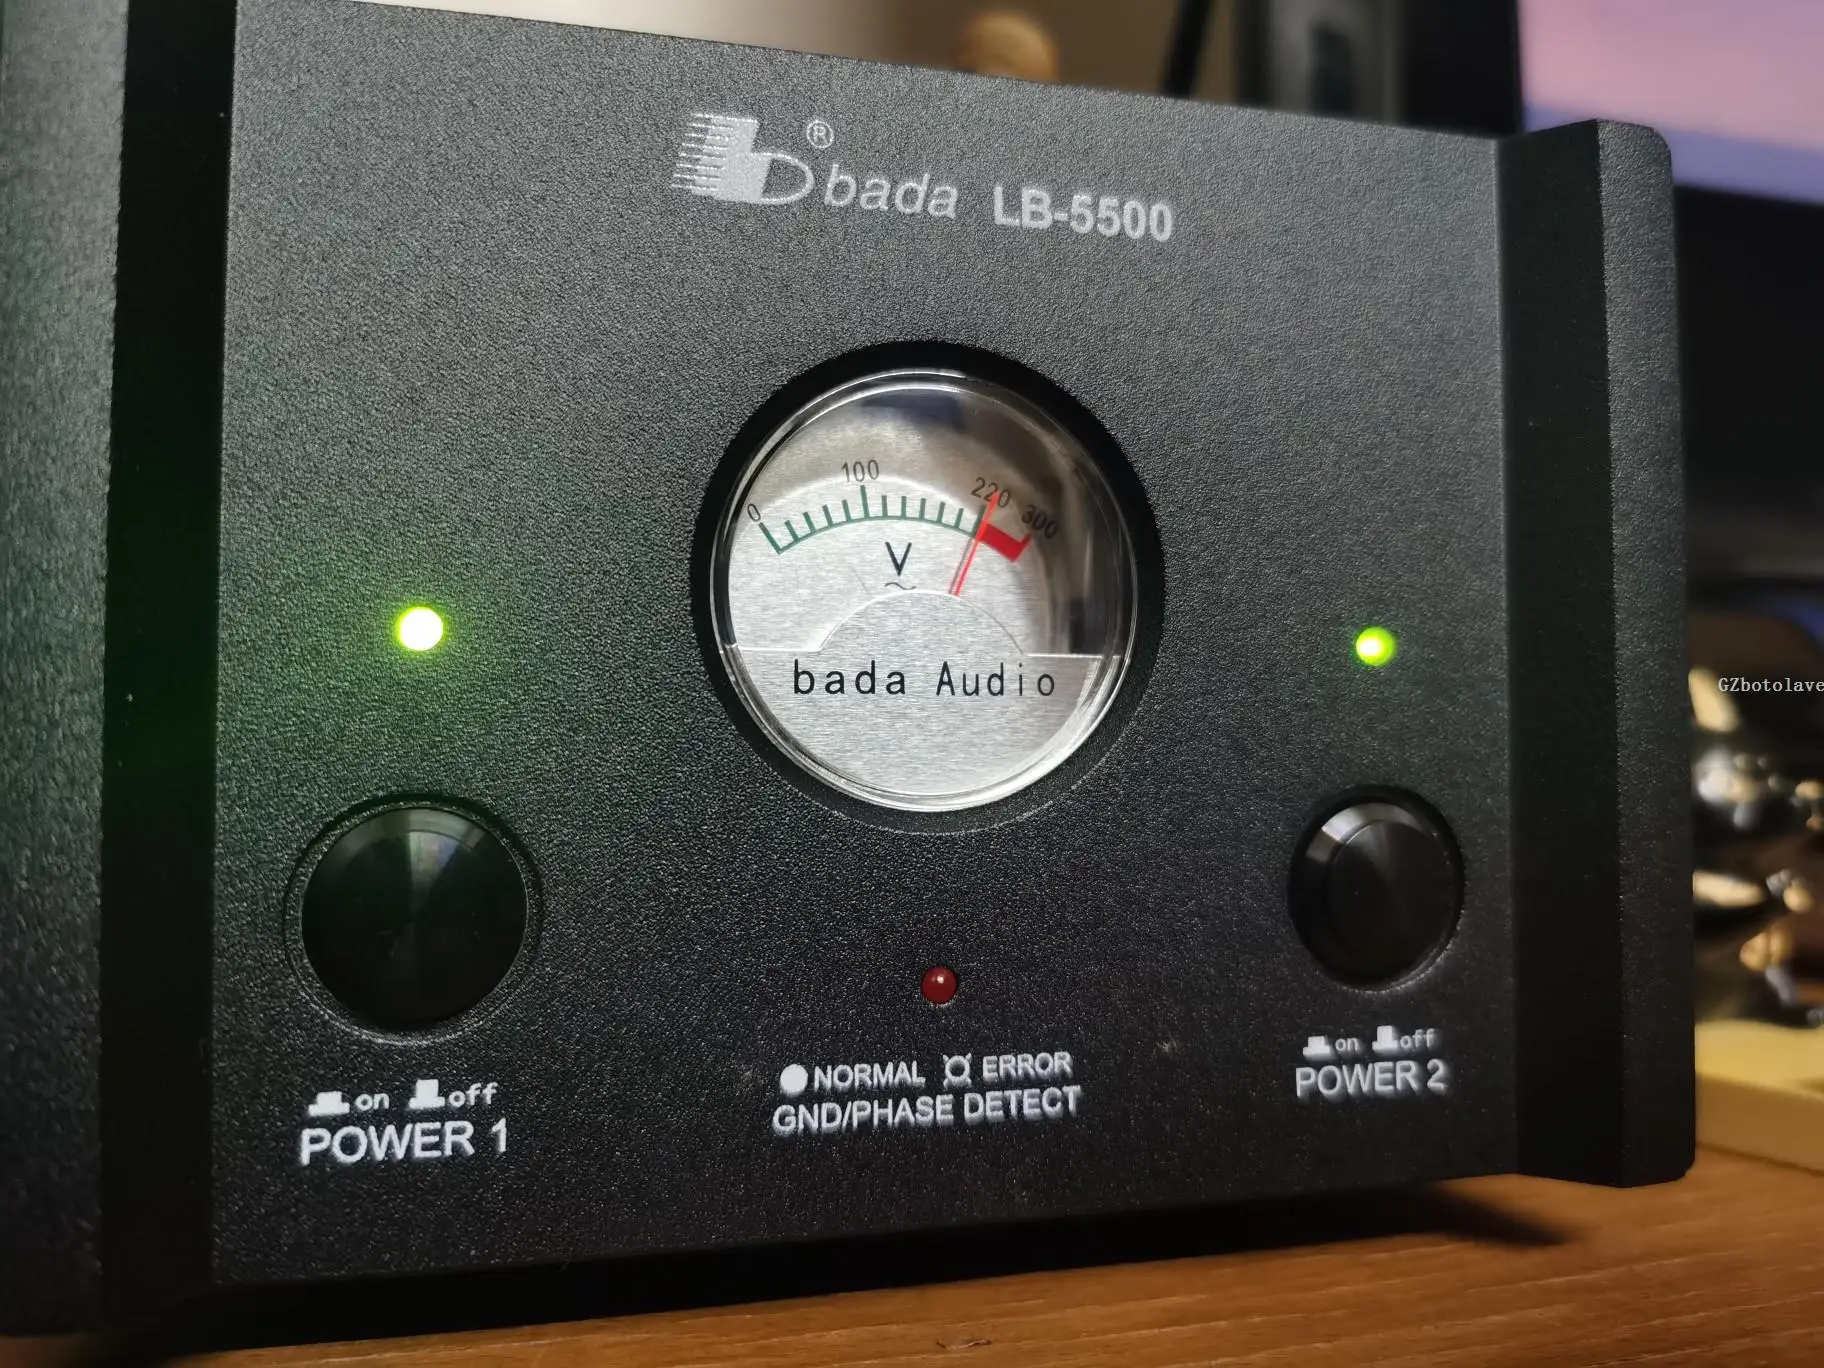 ® bada LB-5500
0 100 220 300
V
~
bada Audio
GZbotolave
on off
POWER 1
NORMAL ERROR
GND/PHASE DETECT
on off
POWER 2